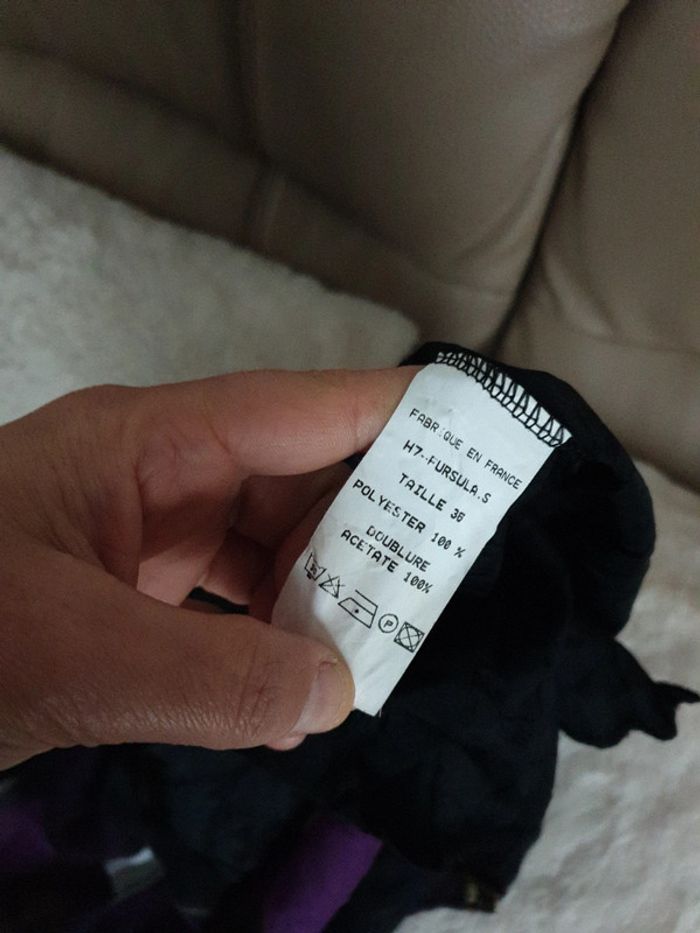 FABRIQUE EN FRANCE
H7.-FURSULA.S
TAILLE 36
POLYESTER 100 %
DOUBLURE
ACETATE 100%
P